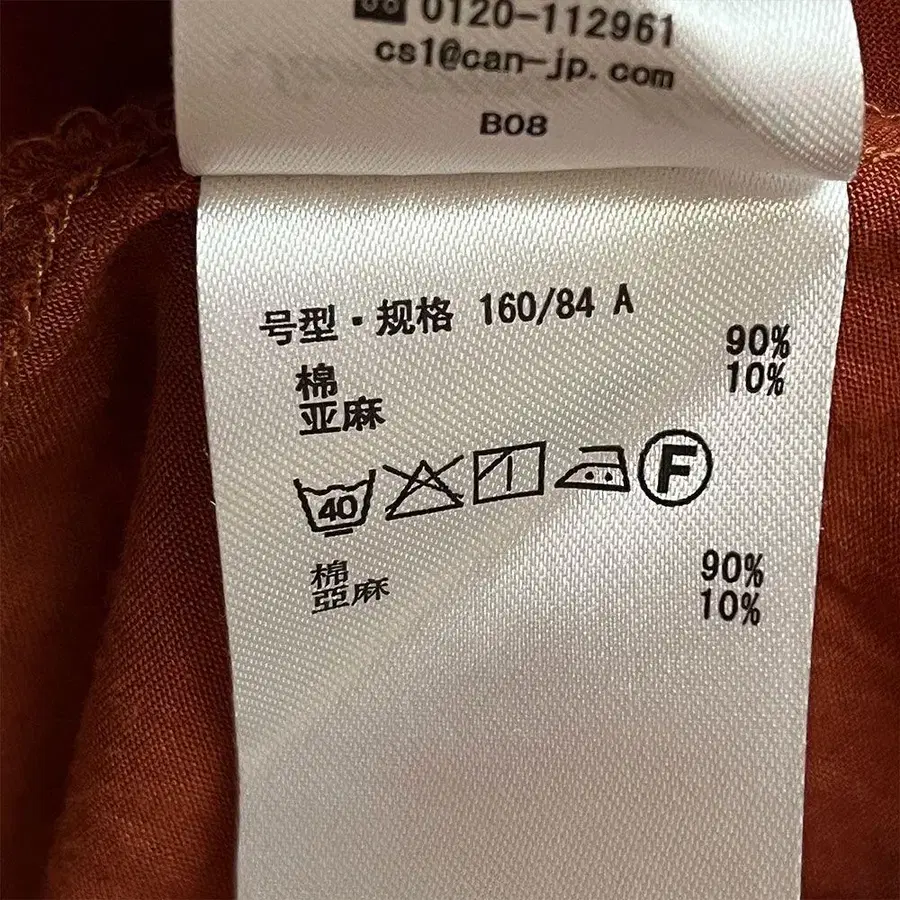 0120-112961
cs1@can-jp.com
B08
号型・规格 160/84 A
棉 90%
亚麻 10%
40 F
棉 90%
亞麻 10%